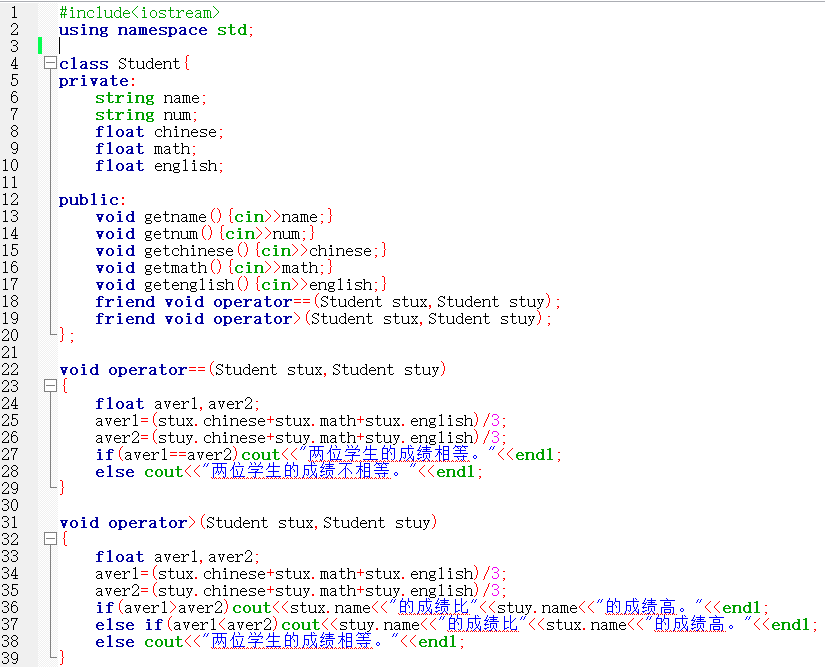 1 #include<iostream>
2 using namespace std;
3
4 class Student{
5 private:
6 string name;
7 string num;
8 float chinese;
9 float math;
10 float english;
11
12 public:
13 void getname(){cin>>name;}
14 void getnum(){cin>>num;}
15 void getchinese(){cin>>chinese;}
16 void getmath(){cin>>math;}
17 void getenglish(){cin>>english;}
18 friend void operator==(Student stux,Student stuy);
19 friend void operator>(Student stux,Student stuy);
20 };
21
22 void operator==(Student stux,Student stuy)
23 {
24 float aver1,aver2;
25 aver1=(stux.chinese+stux.math+stux.english)/3;
26 aver2=(stuy.chinese+stuy.math+stuy.english)/3;
27 if(aver1==aver2)cout<<"两位学生的成绩相等。"<<endl;
28 else cout<<"两位学生的成绩不相等。"<<endl;
29 }
30
31 void operator>(Student stux,Student stuy)
32 {
33 float aver1,aver2;
34 aver1=(stux.chinese+stux.math+stux.english)/3;
35 aver2=(stuy.chinese+stuy.math+stuy.english)/3;
36 if(aver1>aver2)cout<<stux.name<<"的成绩比"<<stuy.name<<"的成绩高。"<<endl;
37 else if(aver1<aver2)cout<<stuy.name<<"的成绩比"<<stux.name<<"的成绩高。"<<endl;
38 else cout<<"两位学生的成绩相等。"<<endl;
39 }